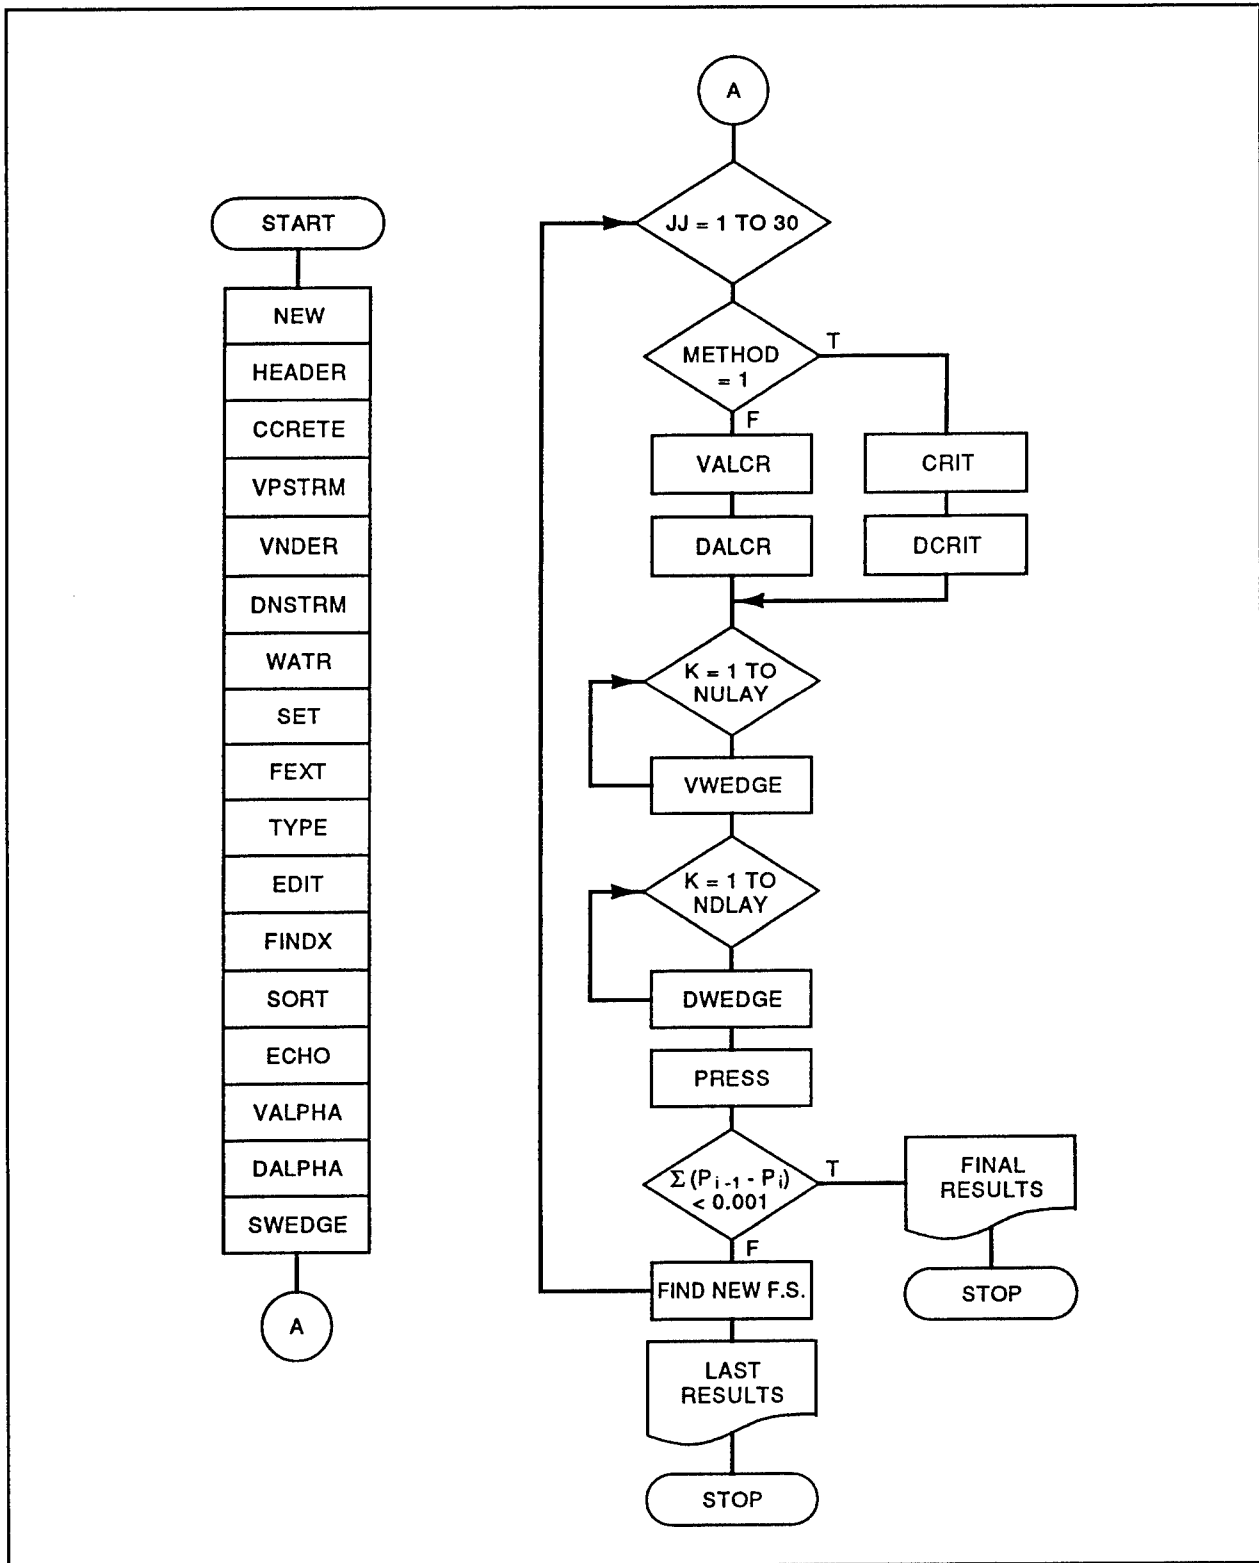 START
NEW
HEADER
CCRETE
VPSTRM
VNDER
DNSTRM
WATR
SET
FEXT
TYPE
EDIT
FINDX
SORT
ECHO
VALPHA
DALPHA
SWEDGE
A
A
JJ = 1 TO 30
METHOD
= 1
T
F
VALCR
CRIT
DALCR
DCRIT
K = 1 TO
NULAY
VWEDGE
K = 1 TO
NDLAY
DWEDGE
PRESS
Σ (P i -1 - P i)
< 0.001
T
FINAL
RESULTS
F
FIND NEW F.S.
STOP
LAST
RESULTS
STOP